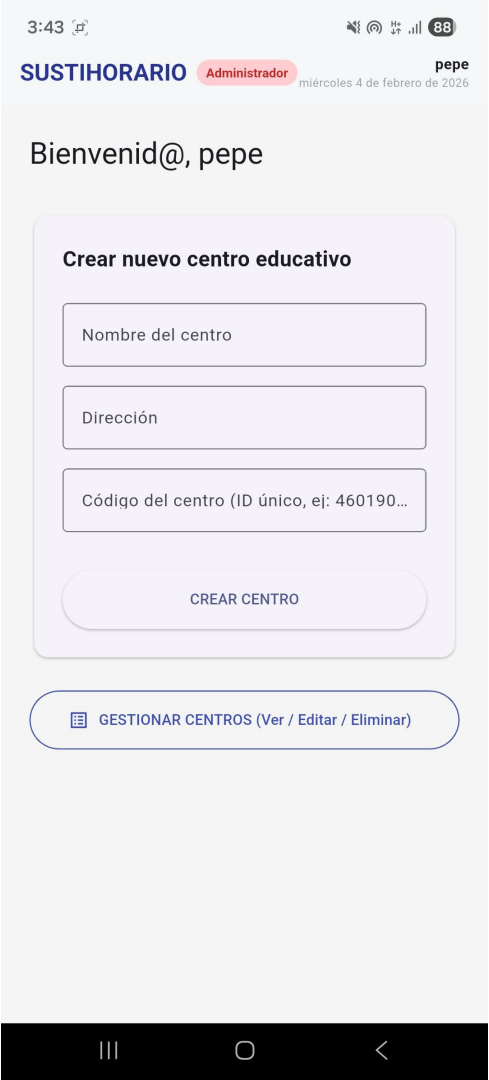 3:43
88
SUSTIHORARIO Administrador
pepe
miércoles 4 de febrero de 2026
Bienvenid@, pepe
Crear nuevo centro educativo
Nombre del centro
Dirección
Código del centro (ID único, ej: 460190...
CREAR CENTRO
GESTIONAR CENTROS (Ver / Editar / Eliminar)